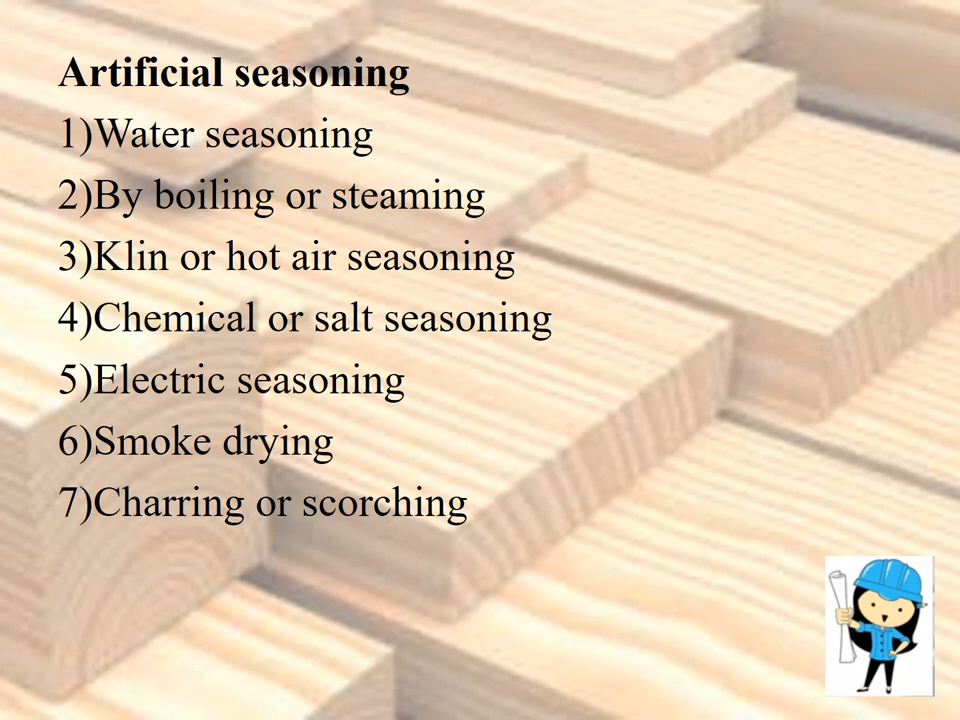 Artificial seasoning
1)Water seasoning
2)By boiling or steaming
3)Klin or hot air seasoning
4)Chemical or salt seasoning
5)Electric seasoning
6)Smoke drying
7)Charring or scorching